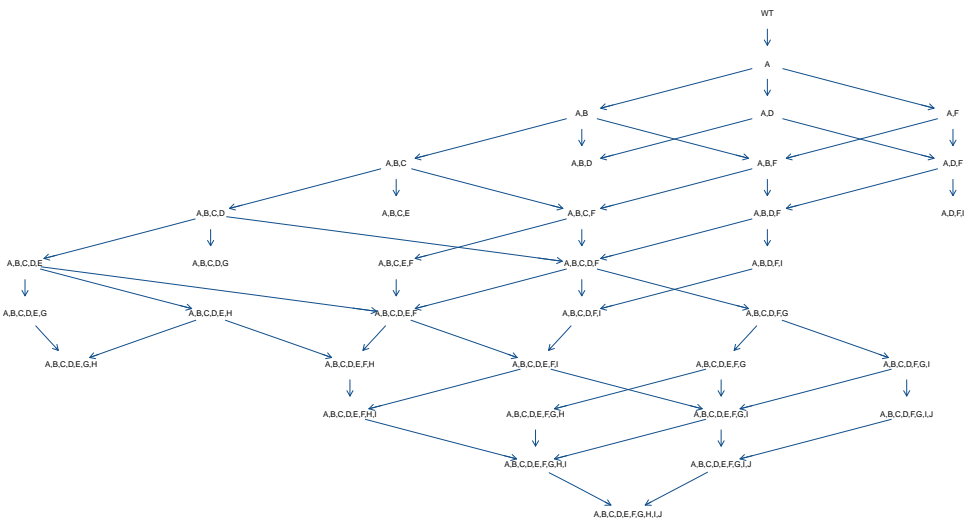 WT
A
A,B
A,D
A,F
A,B,C
A,B,D
A,B,F
A,D,F
A,B,C,D
A,B,C,E
A,B,C,F
A,B,D,F
A,D,F,I
A,B,C,D,E
A,B,C,D,G
A,B,C,E,F
A,B,C,D,F
A,B,D,F,I
A,B,C,D,E,G
A,B,C,D,E,H
A,B,C,D,E,F
A,B,C,D,F,I
A,B,C,D,F,G
A,B,C,D,E,G,H
A,B,C,D,E,F,H
A,B,C,D,E,F,I
A,B,C,D,E,F,G
A,B,C,D,F,G,I
A,B,C,D,E,F,H,I
A,B,C,D,E,F,G,H
A,B,C,D,E,F,G,I
A,B,C,D,F,G,I,J
A,B,C,D,E,F,G,H,I
A,B,C,D,E,F,G,I,J
A,B,C,D,E,F,G,H,I,J